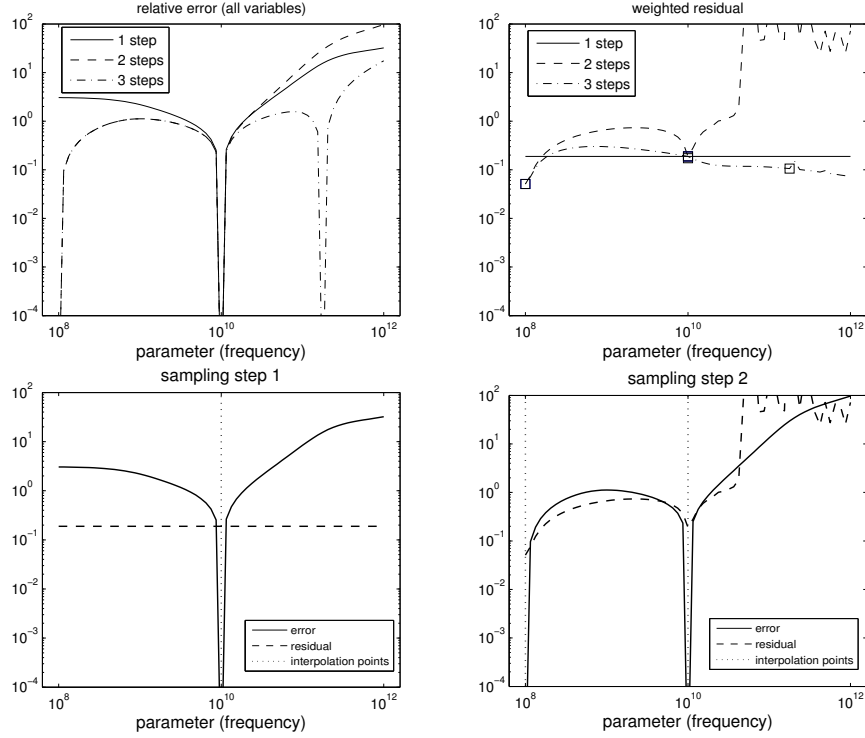 relative error (all variables)
10^2
10^1
10^0
10^-1
10^-2
10^-3
10^-4
1 step
2 steps
3 steps
10^8
10^10
10^12
parameter (frequency)
weighted residual
10^2
10^1
10^0
10^-1
10^-2
10^-3
10^-4
1 step
2 steps
3 steps
10^8
10^10
10^12
parameter (frequency)
sampling step 1
10^2
10^1
10^0
10^-1
10^-2
10^-3
10^-4
error
residual
interpolation points
10^8
10^10
10^12
parameter (frequency)
sampling step 2
10^2
10^1
10^0
10^-1
10^-2
10^-3
10^-4
error
residual
interpolation points
10^8
10^10
10^12
parameter (frequency)